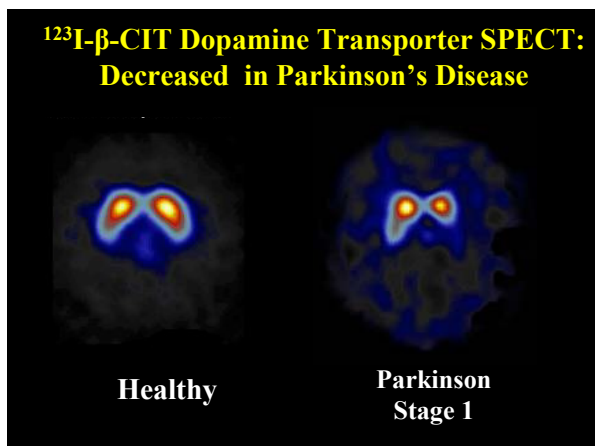 ¹²³I-β-CIT Dopamine Transporter SPECT:
Decreased in Parkinson’s Disease
Healthy
Parkinson
Stage 1